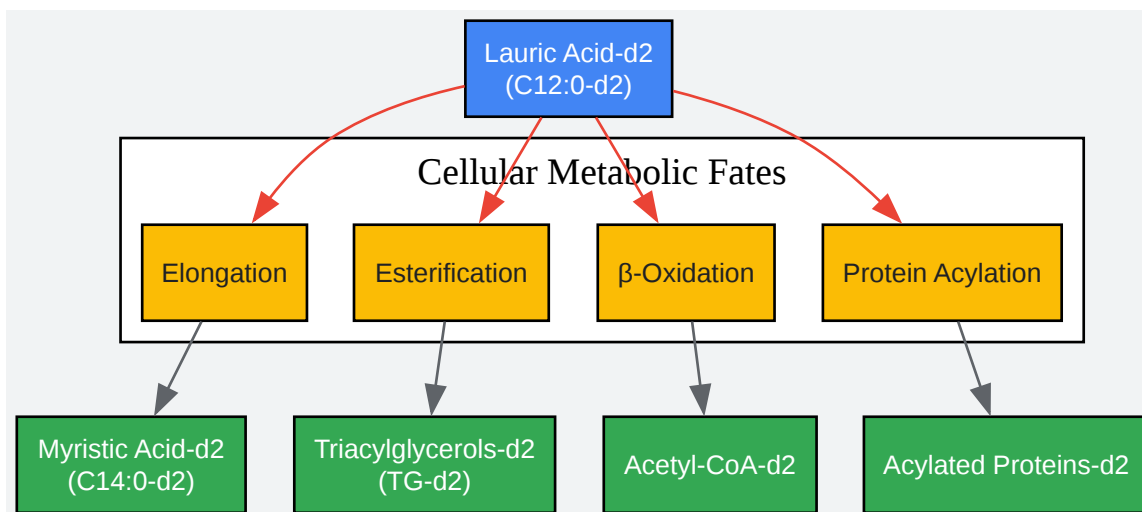 Lauric Acid-d2
(C12:0-d2)
Cellular Metabolic Fates
Elongation
Esterification
β-Oxidation
Protein Acylation
Myristic Acid-d2
(C14:0-d2)
Triacylglycerols-d2
(TG-d2)
Acetyl-CoA-d2
Acylated Proteins-d2